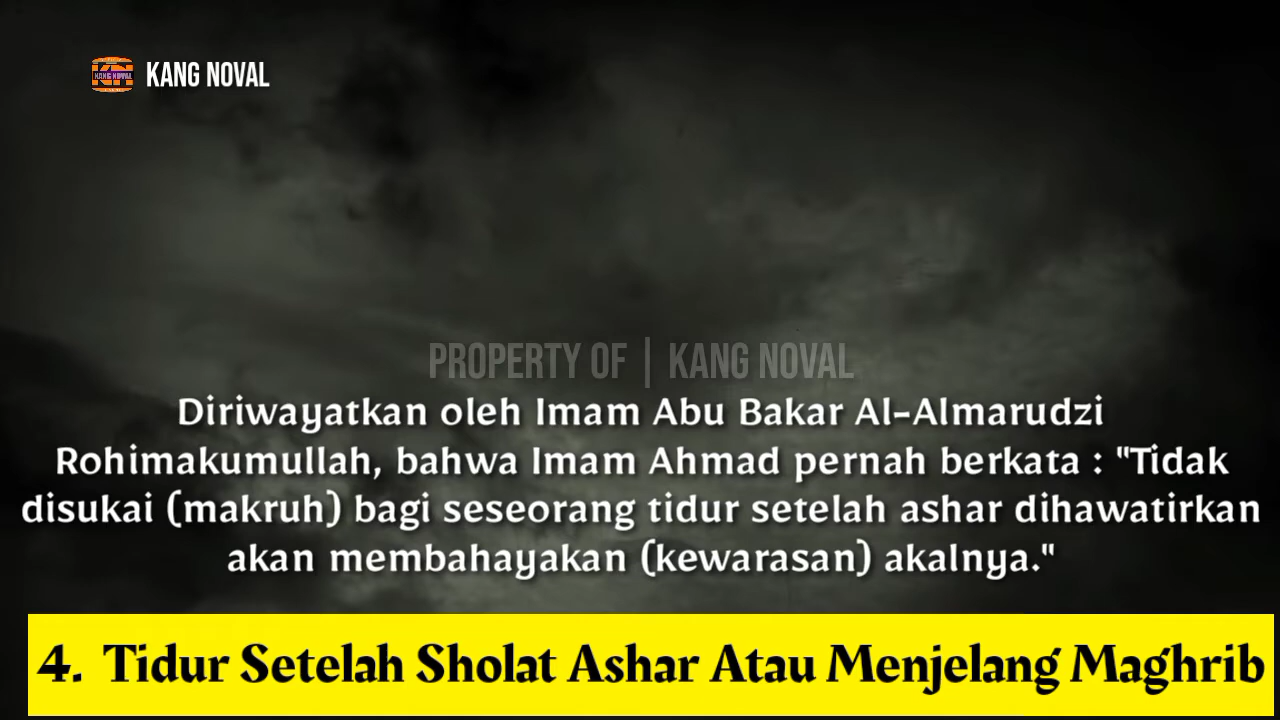 KANG NOVAL
PROPERTY OF | KANG NOVAL
Diriwayatkan oleh Imam Abu Bakar Al-Almarudzi
Rohimakumullah, bahwa Imam Ahmad pernah berkata : "Tidak
disukai (makruh) bagi seseorang tidur setelah ashar dihawatirkan
akan membahayakan (kewarasan) akalnya."
4. Tidur Setelah Sholat Ashar Atau Menjelang Maghrib